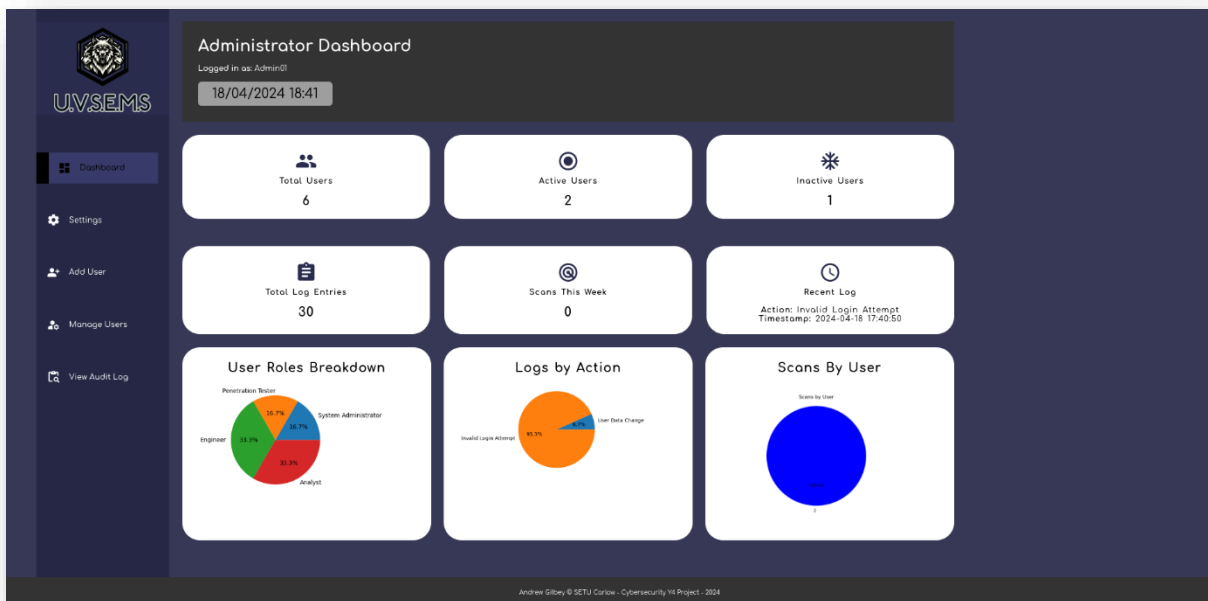 U.V.S.E.M.S
Administrator Dashboard
Logged in as: Admin01
18/04/2024 18:41
Dashboard
Settings
Add User
Manage Users
View Audit Log
Total Users
6
Active Users
2
Inactive Users
1
Total Log Entries
30
Scans This Week
0
Recent Log
Action: Invalid Login Attempt
Timestamp: 2024-04-18 17:40:50
User Roles Breakdown
Penetration Tester
16.7%
System Administrator
16.7%
Engineer
33.3%
33.3%
Analyst
Logs by Action
User Data Change
6.7%
Invalid Login Attempt
93.3%
Scans By User
Scans by User
Andrew Gilbey © SETU Carlow - Cybersecurity Y4 Project - 2024